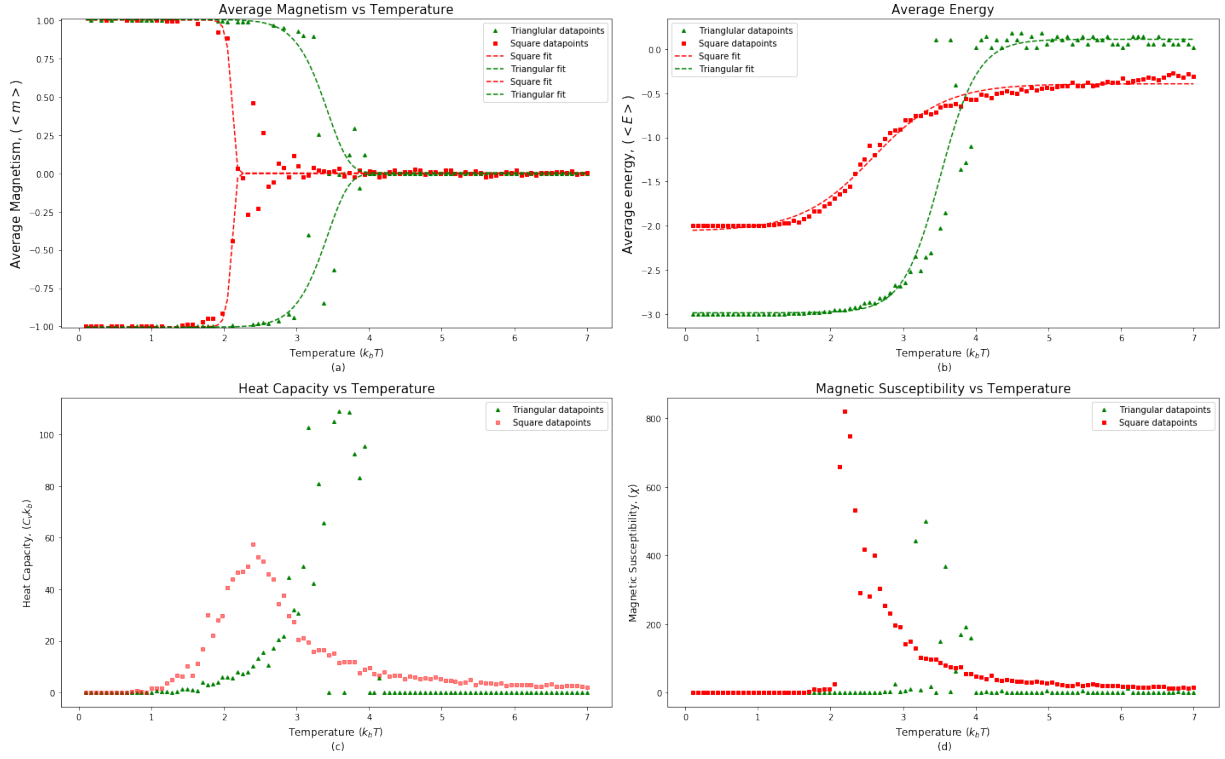 Average Magnetism vs Temperature
Average Magnetism, (<m>)
1.00
0.75
0.50
0.25
0.00
−0.25
−0.50
−0.75
−1.00
Trianglular datapoints
Square datapoints
Square fit
Triangular fit
Square fit
Triangular fit
0 1 2 3 4 5 6 7
Temperature (k_bT)
(a)
Average Energy
Average energy, (<E>)
0.0
−0.5
−1.0
−1.5
−2.0
−2.5
−3.0
Trianglular datapoints
Square datapoints
Square fit
Triangular fit
0 1 2 3 4 5 6 7
Temperature (k_bT)
(b)
Heat Capacity vs Temperature
Heat Capacity, (C_vk_b)
100
80
60
40
20
0
Triangular datapoints
Square datapoints
0 1 2 3 4 5 6 7
Temperature (k_bT)
(c)
Magnetic Susceptibility vs Temperature
Magnetic Susceptibility, (χ)
800
600
400
200
0
Triangular datapoints
Square datapoints
0 1 2 3 4 5 6 7
Temperature (k_bT)
(d)